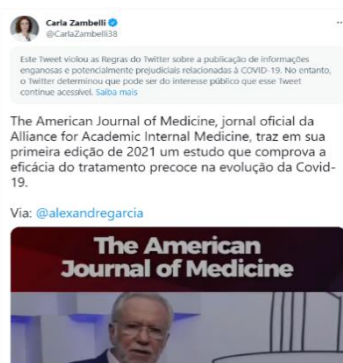 Carla Zambelli
@CarlaZambelli38
Este Tweet violou as Regras do Twitter sobre a publicação de informações
enganosas e potencialmente prejudiciais relacionadas à COVID-19. No entanto,
o Twitter determinou que pode ser do interesse público que esse Tweet
continue acessível. Saiba mais
The American Journal of Medicine, jornal oficial da
Alliance for Academic Internal Medicine, traz em sua
primeira edição de 2021 um estudo que comprova a
eficácia do tratamento precoce na evolução da Covid-
19.
Via: @alexandregarcia
The American
Journal of Medicine